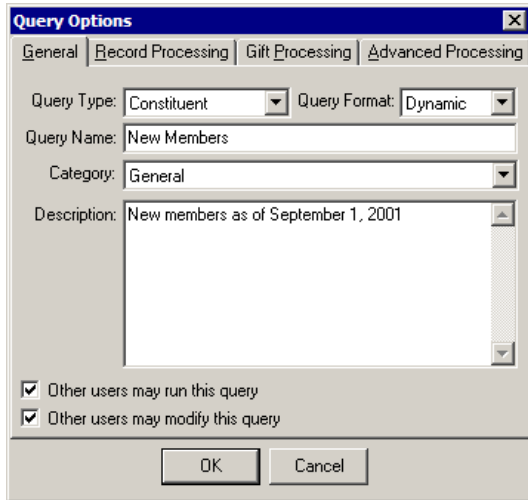 Query Options
General Record Processing Gift Processing Advanced Processing
Query Type: Constituent Query Format: Dynamic
Query Name: New Members
Category: General
Description: New members as of September 1, 2001
Other users may run this query
Other users may modify this query
OK Cancel